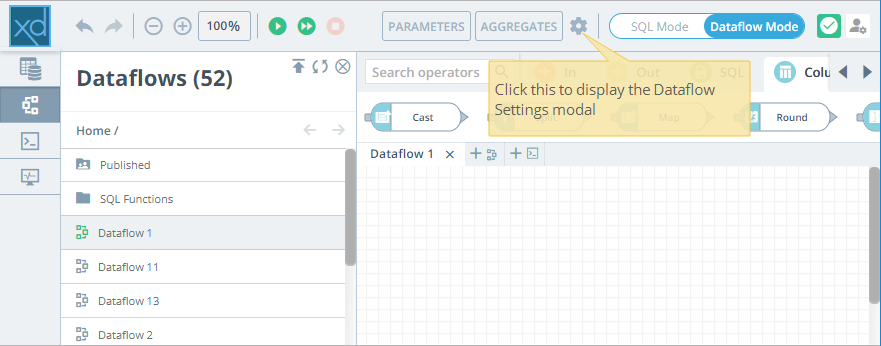 xd
100%
PARAMETERS
AGGREGATES
SQL Mode
Dataflow Mode
Dataflows (52)
Home /
Published
SQL Functions
Dataflow 1
Dataflow 11
Dataflow 13
Dataflow 2
Search operators
In
Out
SQL
Colu
Click this to display the Dataflow
Settings modal
Cast
Map
Round
Dataflow 1